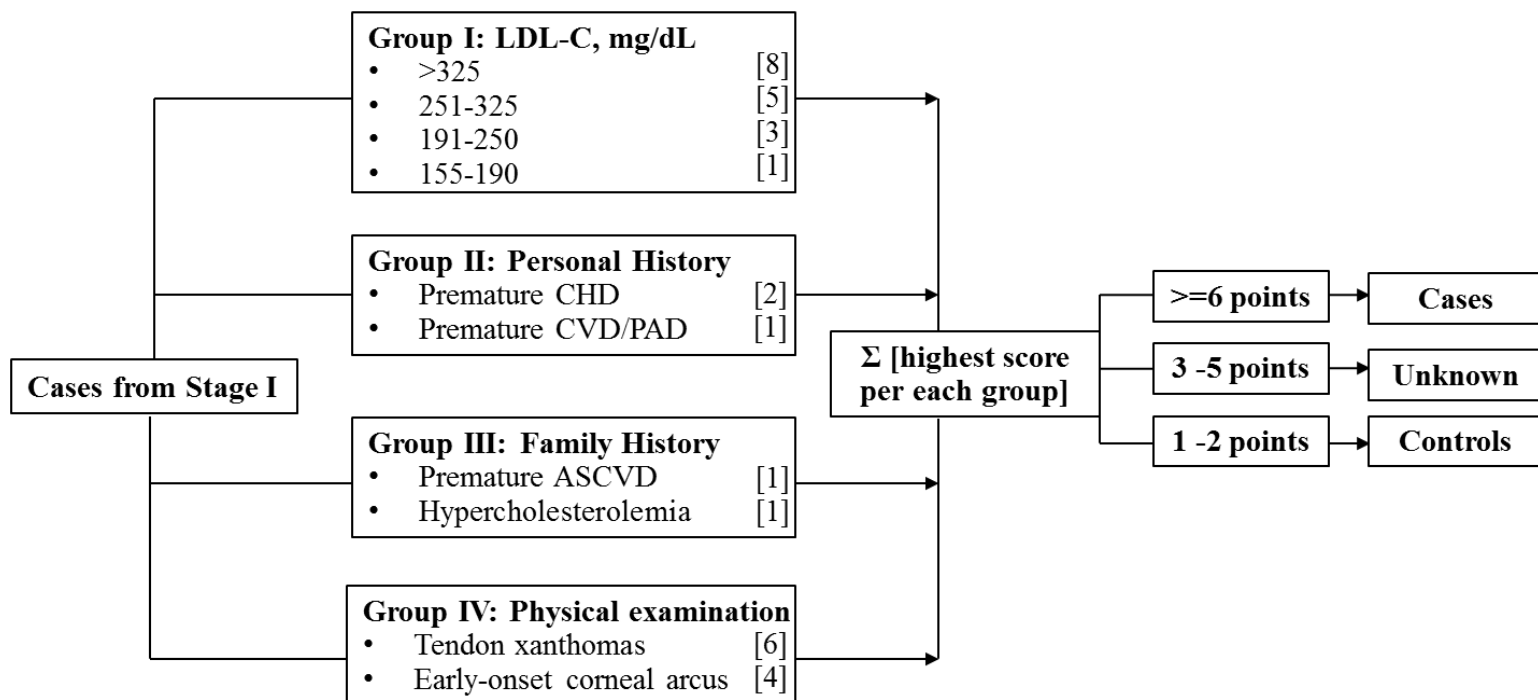 Group I: LDL-C, mg/dL
• >325 [8]
• 251-325 [5]
• 191-250 [3]
• 155-190 [1]
Group II: Personal History
• Premature CHD [2]
• Premature CVD/PAD [1]
Cases from Stage I
Group III: Family History
• Premature ASCVD [1]
• Hypercholesterolemia [1]
Group IV: Physical examination
• Tendon xanthomas [6]
• Early-onset corneal arcus [4]
Σ [highest score
per each group]
>=6 points
Cases
3 -5 points
Unknown
1 -2 points
Controls